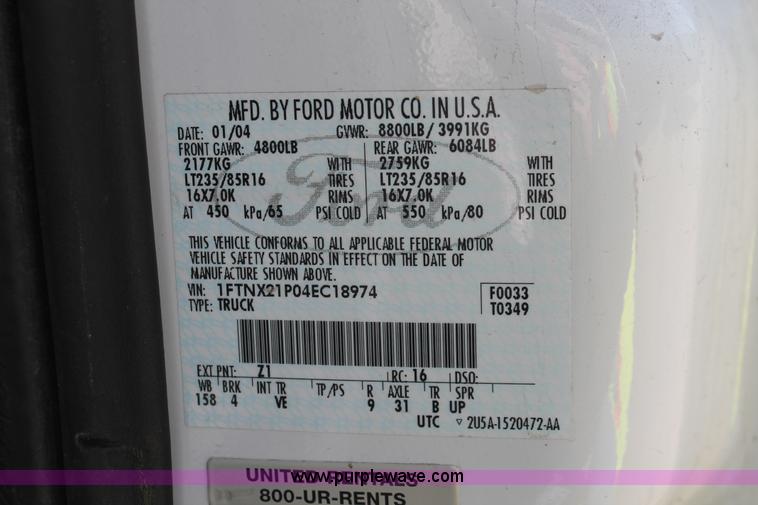 MFD. BY FORD MOTOR CO. IN U.S.A.
DATE: 01/04 GVWR: 8800LB/ 3991KG
FRONT GAWR: 4800LB REAR GAWR: 6084LB
2177KG WITH 2759KG WITH
LT235/85R16 TIRES LT235/85R16 TIRES
16X7.0K RIMS 16X7.0K RIMS
AT 450 kPa/65 PSI COLD AT 550 kPa/80 PSI COLD
Ford
THIS VEHICLE CONFORMS TO ALL APPLICABLE FEDERAL MOTOR
VEHICLE SAFETY STANDARDS IN EFFECT ON THE DATE OF
MANUFACTURE SHOWN ABOVE.
VIN: 1FTNX21P04EC18974 F0033
TYPE: TRUCK T0349
EXT PNT: Z1 RC: 16 DSO:
WB BRK INT TR TP/PS R AXLE TR SPR
158 4 VE 9 31 B UP
UTC ▽ 2U5A-1520472-AA
UNITED RENTALS
www.purplewave.com
800-UR-RENTS